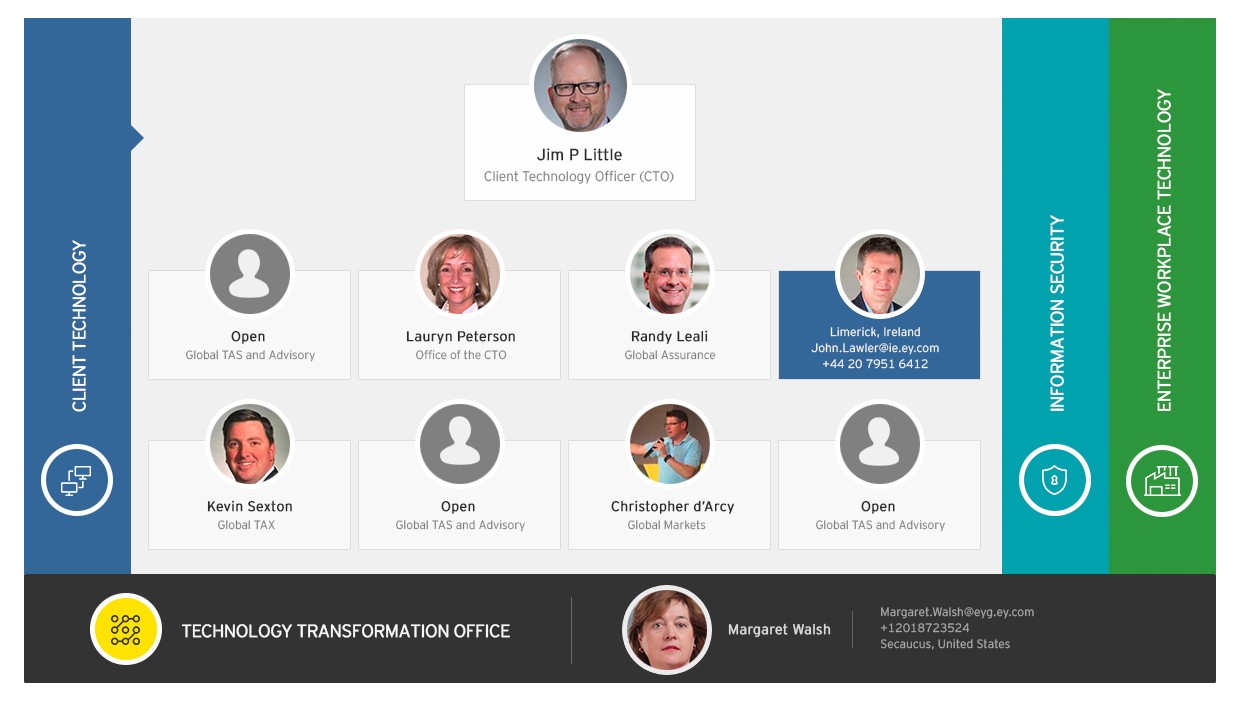 CLIENT TECHNOLOGY
Jim P Little
Client Technology Officer (CTO)
Open
Global TAS and Advisory
Lauryn Peterson
Office of the CTO
Randy Leali
Global Assurance
Limerick, Ireland
John.Lawler@ie.ey.com
+44 20 7951 6412
Kevin Sexton
Global TAX
Open
Global TAS and Advisory
Christopher d'Arcy
Global Markets
Open
Global TAS and Advisory
INFORMATION SECURITY
ENTERPRISE WORKPLACE TECHNOLOGY
TECHNOLOGY TRANSFORMATION OFFICE
Margaret Walsh
Margaret.Walsh@eyg.ey.com
+12018723524
Secaucus, United States